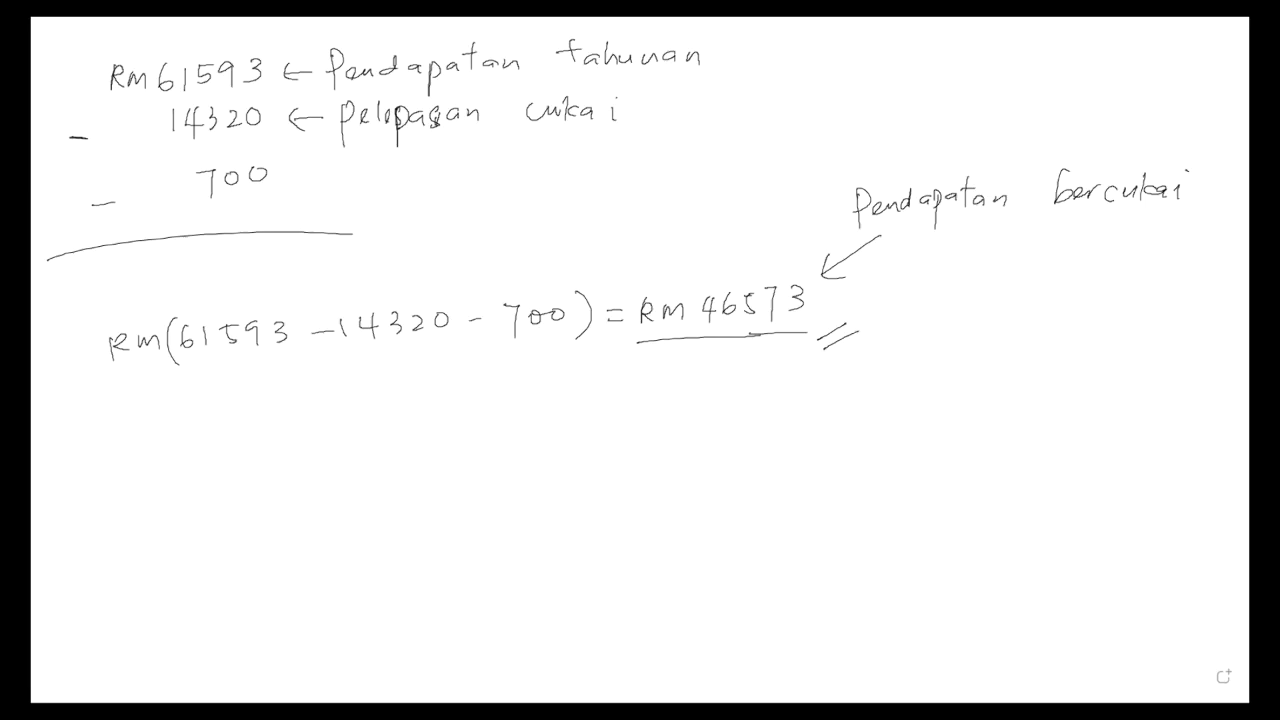 RM61593 ← Pendapatan tahunan
- 14320 ← Pelepasan cukai
- 700
Pendapatan bercukai
RM(61593 - 14320 - 700) = RM 46573